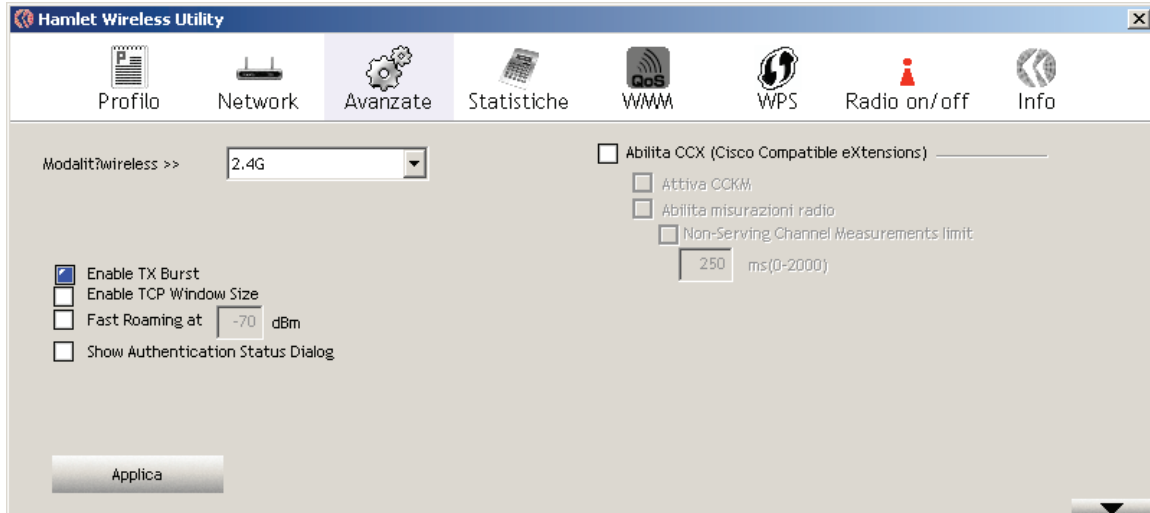 Hamlet Wireless Utility
Profilo Network Avanzate Statistiche QoS WMM WPS Radio on/off Info
Modalit?wireless >> 2.4G
Enable TX Burst
Enable TCP Window Size
Fast Roaming at -70 dBm
Show Authentication Status Dialog
Applica
Abilita CCX (Cisco Compatible eXtensions)
Attiva CCKM
Abilita misurazioni radio
Non-Serving Channel Measurements limit
250 ms(0-2000)